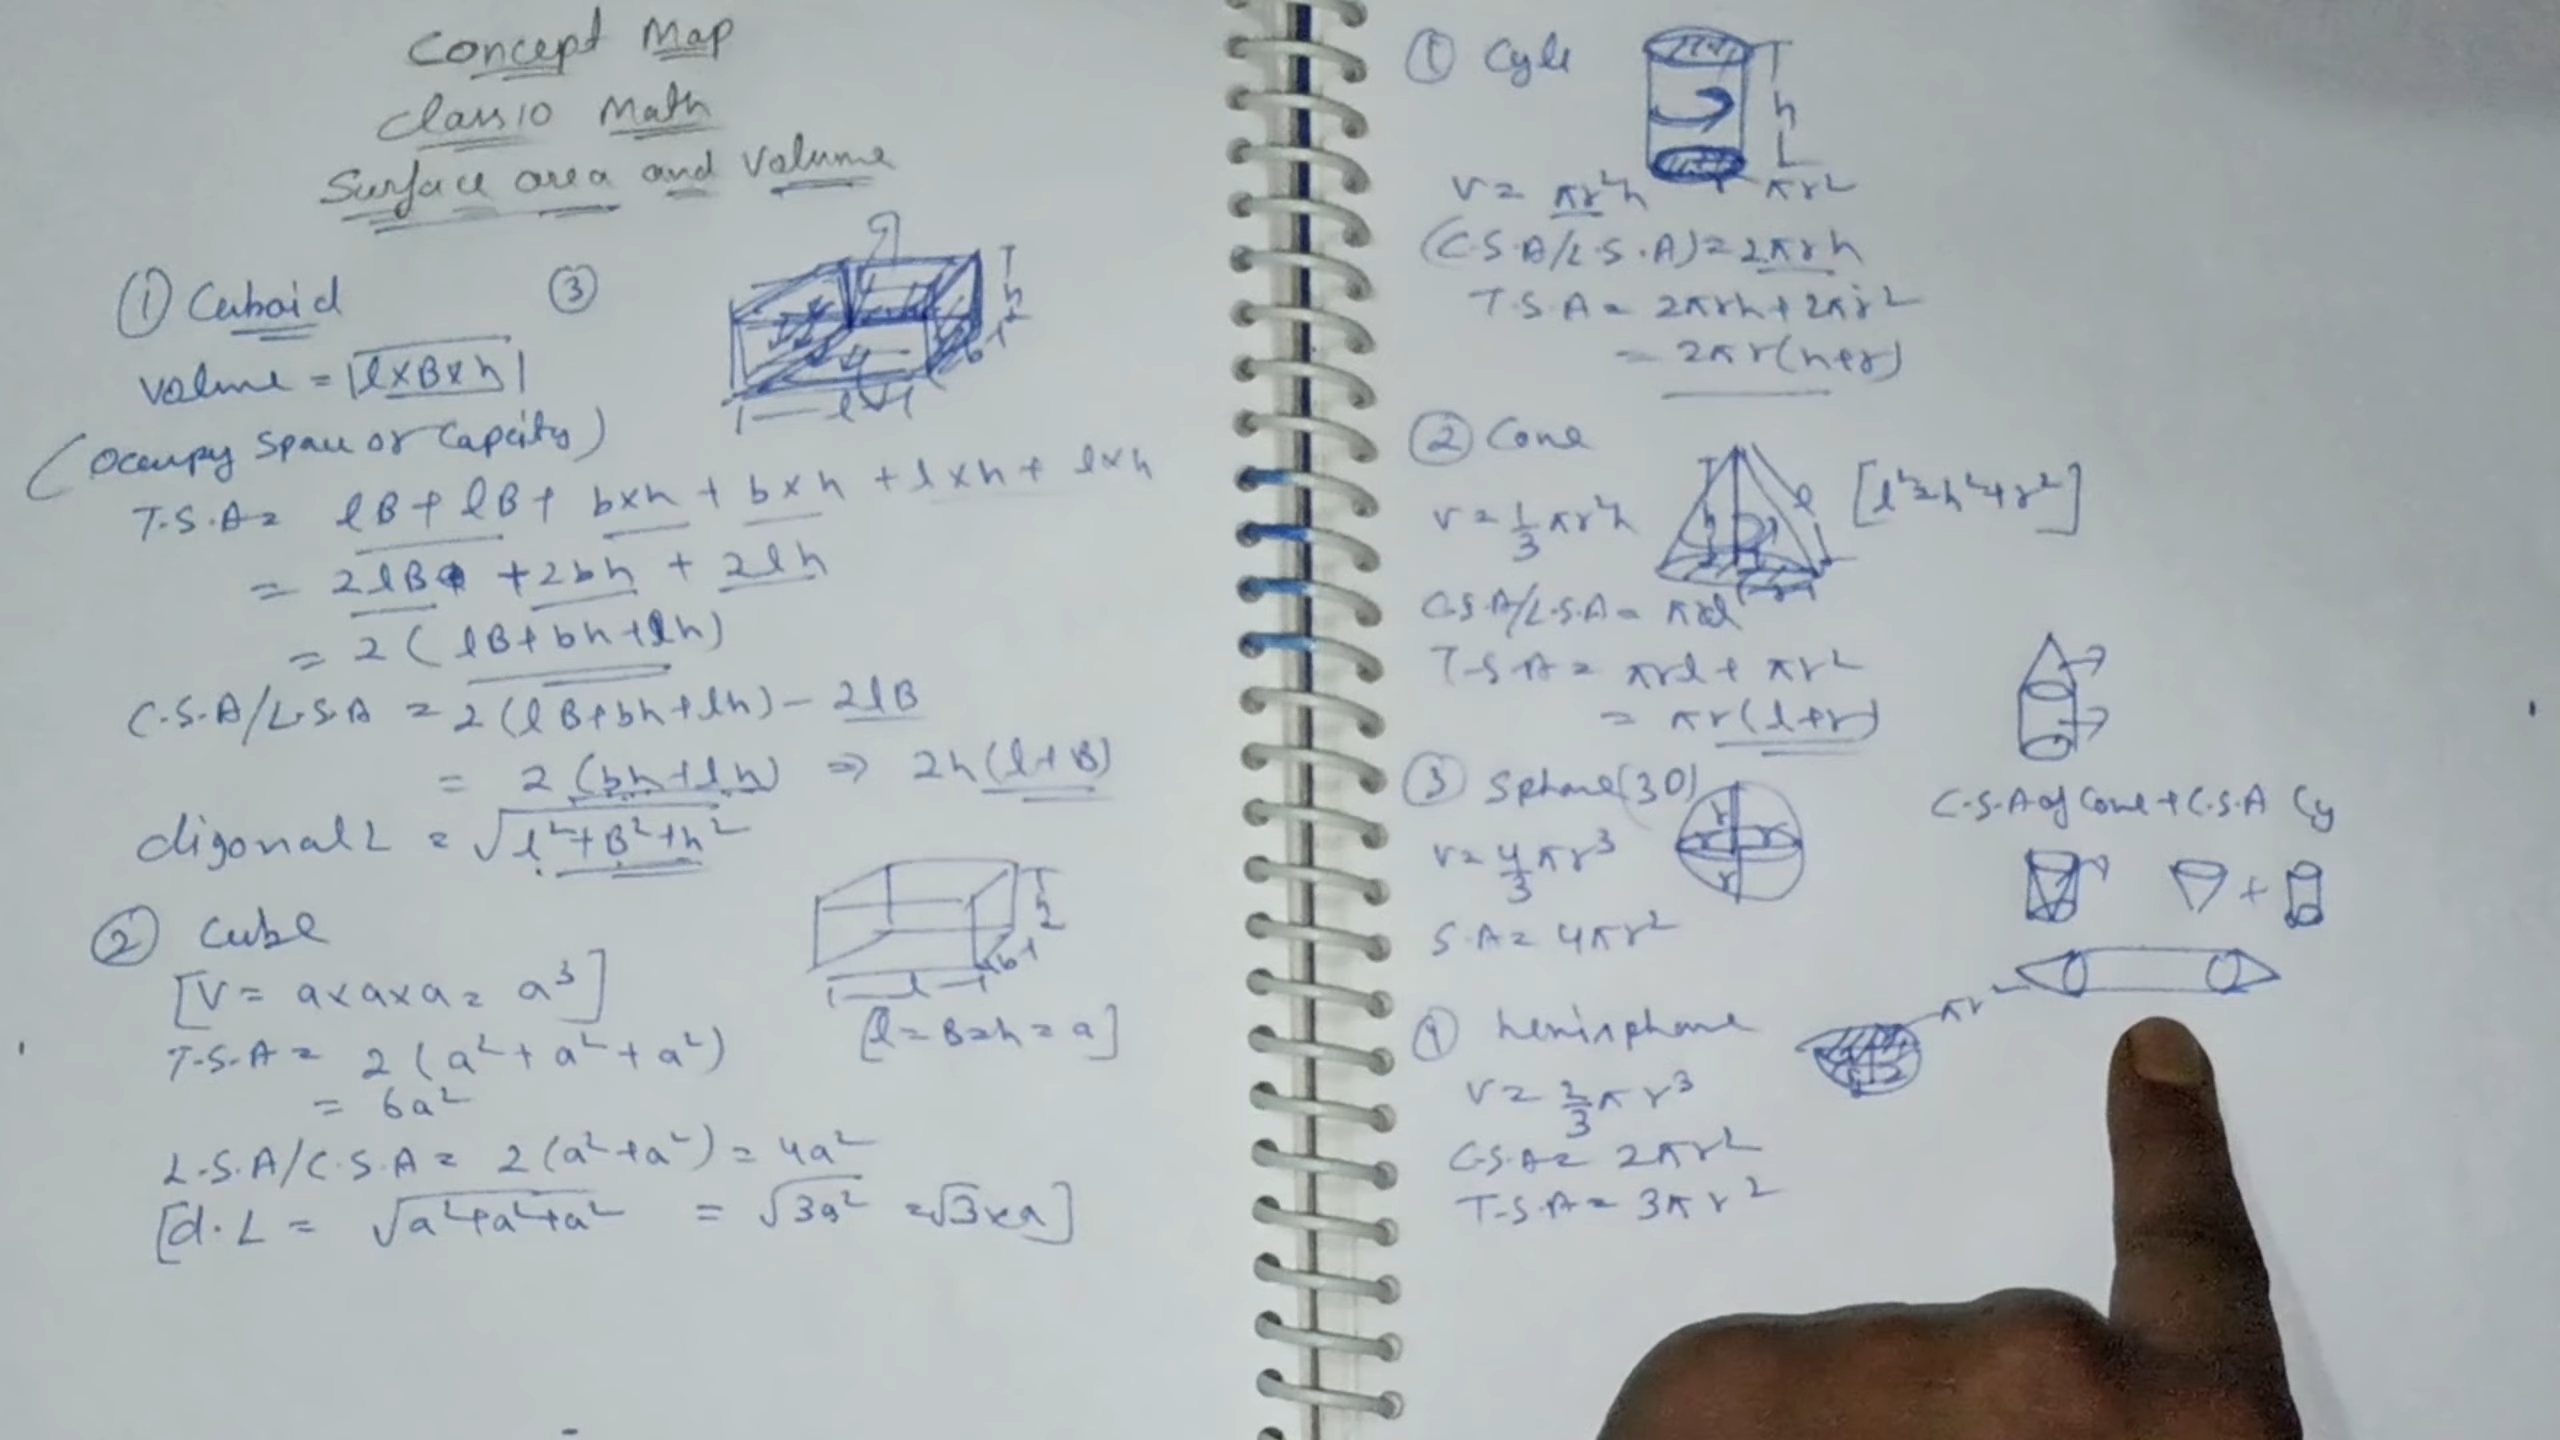 Concept Map
Class 10 Math
Surface area and Volume
① Cuboid ③
Volume = l×B×h
(Occupy Space or Capcity)
h
b
l
T.S.A = lB + lB + b×h + b×h + l×h + l×h
= 2lB + 2bh + 2lh
= 2(lB+bh+lh)
C.S.A/L.S.A = 2(lB+bh+lh) - 2lB
= 2(bh+lh) ⇒ 2h(l+B)
digonal L = √l²+B²+h²
② Cube
[V = a×a×a = a³]
h
b
l
[l=B=h=a]
T.S.A = 2(a²+a²+a²)
= 6a²
L.S.A/C.S.A = 2(a²+a²) = 4a²
[d.L = √a²+a²+a² = √3a² = √3×a]
① Cyle
h
πr²
V = πr²h
(C.S.A/L.S.A) = 2πrh
T.S.A = 2πrh+2πr²
= 2πr(h+r)
② Cone
V = 1/3 πr²h
h
l
[l²=h²+r²]
C.S.A/L.S.A = πrl
T.S.A = πrl + πr²
= πr(l+r)
③ Sphere(3D)
r
r
r
V = 4/3 πr³
S.A = 4πr²
C.S.A of Cone + C.S.A Cy
+
④ hemisphere
πr²
V = 2/3 πr³
C.S.A = 2πr²
T.S.A = 3πr²